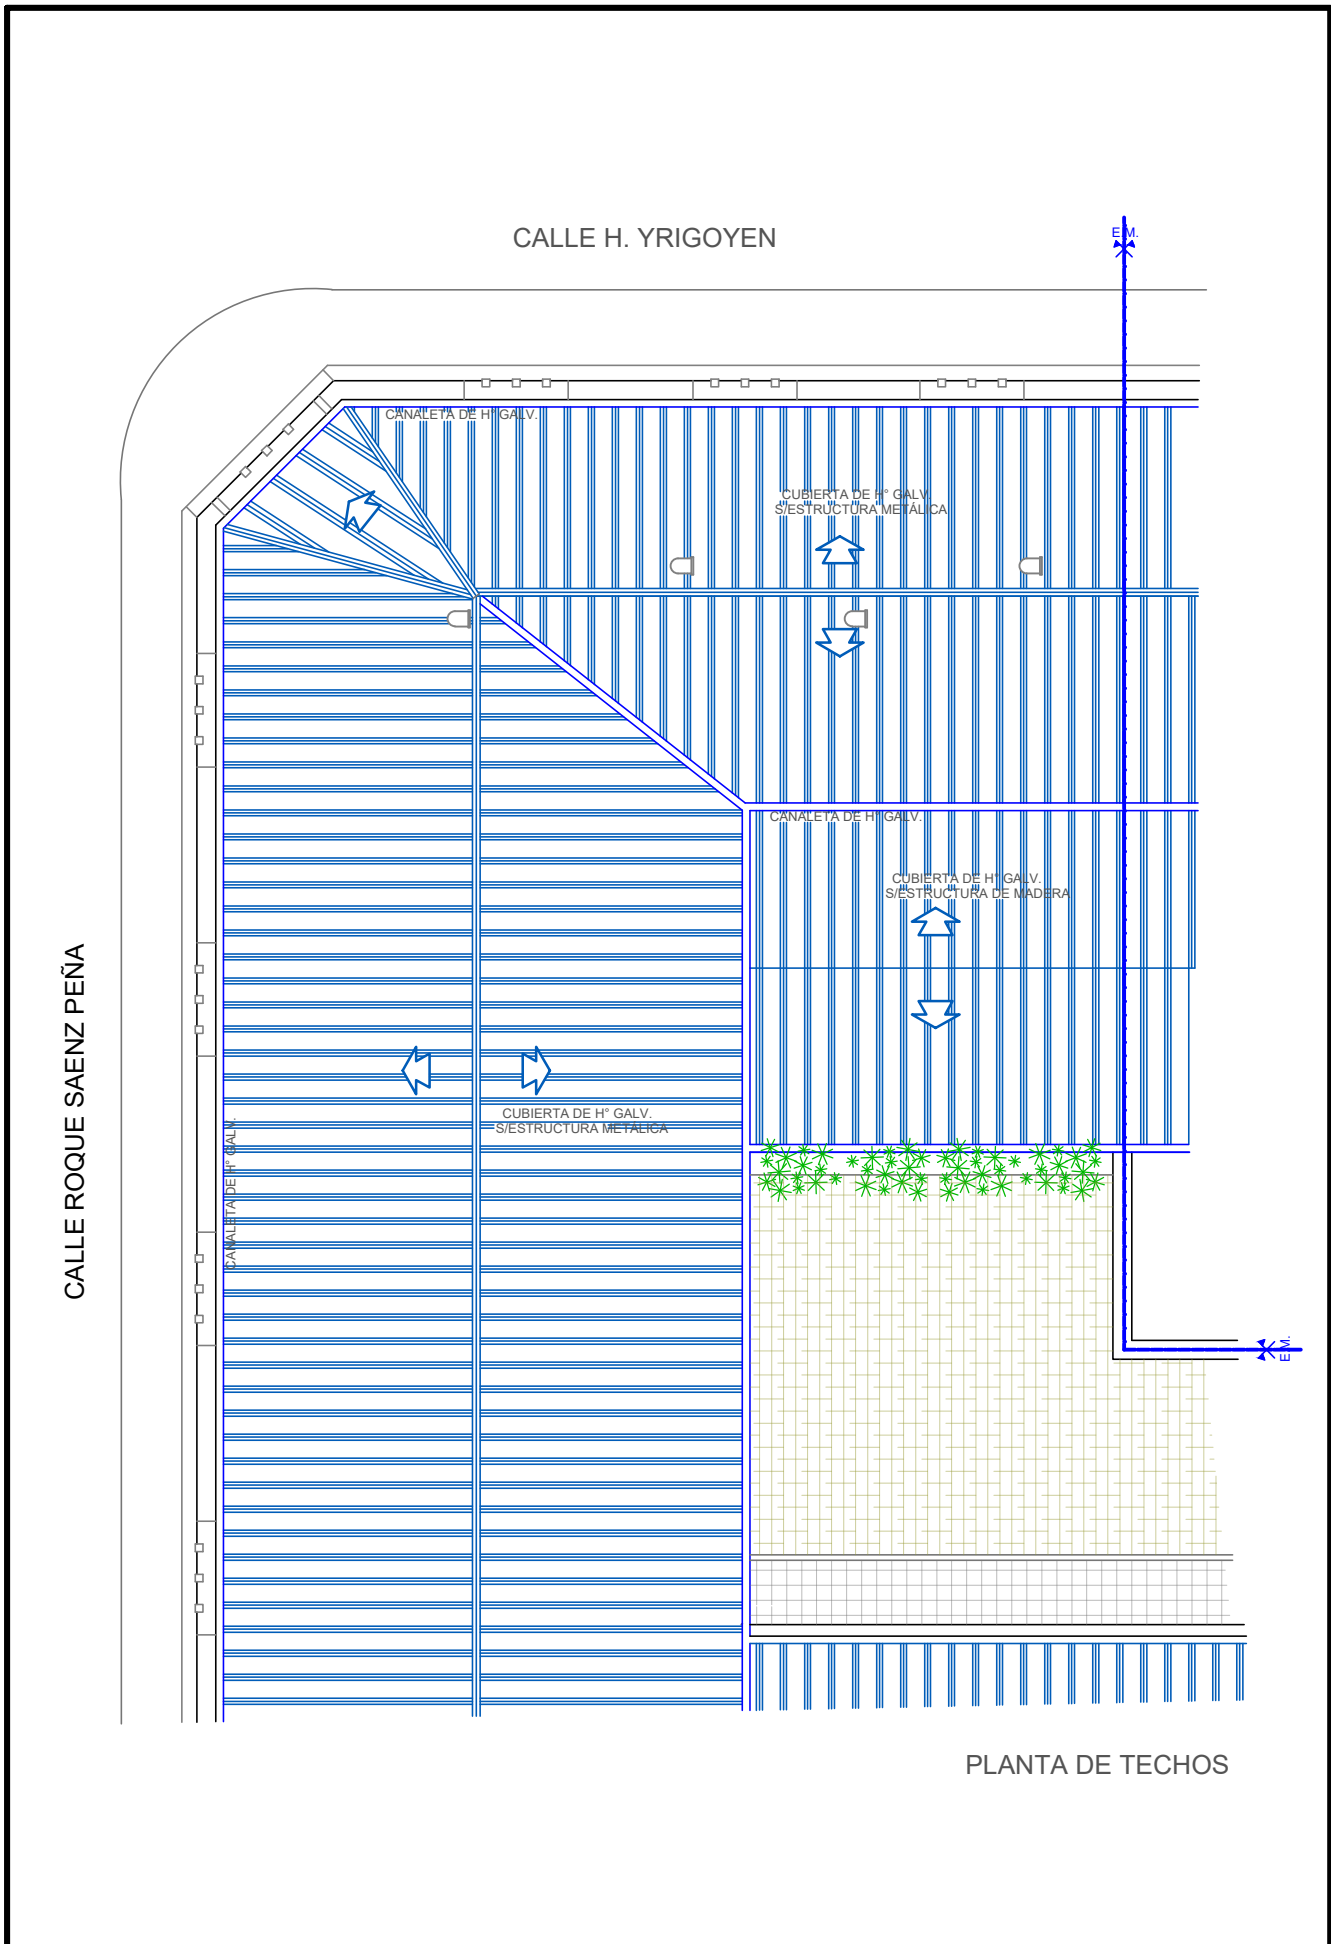 CALLE H. YRIGOYEN
E.M.
CANALETA DE H° GALV.
CUBIERTA DE H° GALV.
S/ESTRUCTURA METÁLICA
CANALETA DE H° GALV.
CUBIERTA DE H° GALV.
S/ESTRUCTURA DE MADERA
CALLE ROQUE SAENZ PEÑA
CANALETA DE H° GALV.
CUBIERTA DE H° GALV.
S/ESTRUCTURA METÁLICA
E.M.
PLANTA DE TECHOS